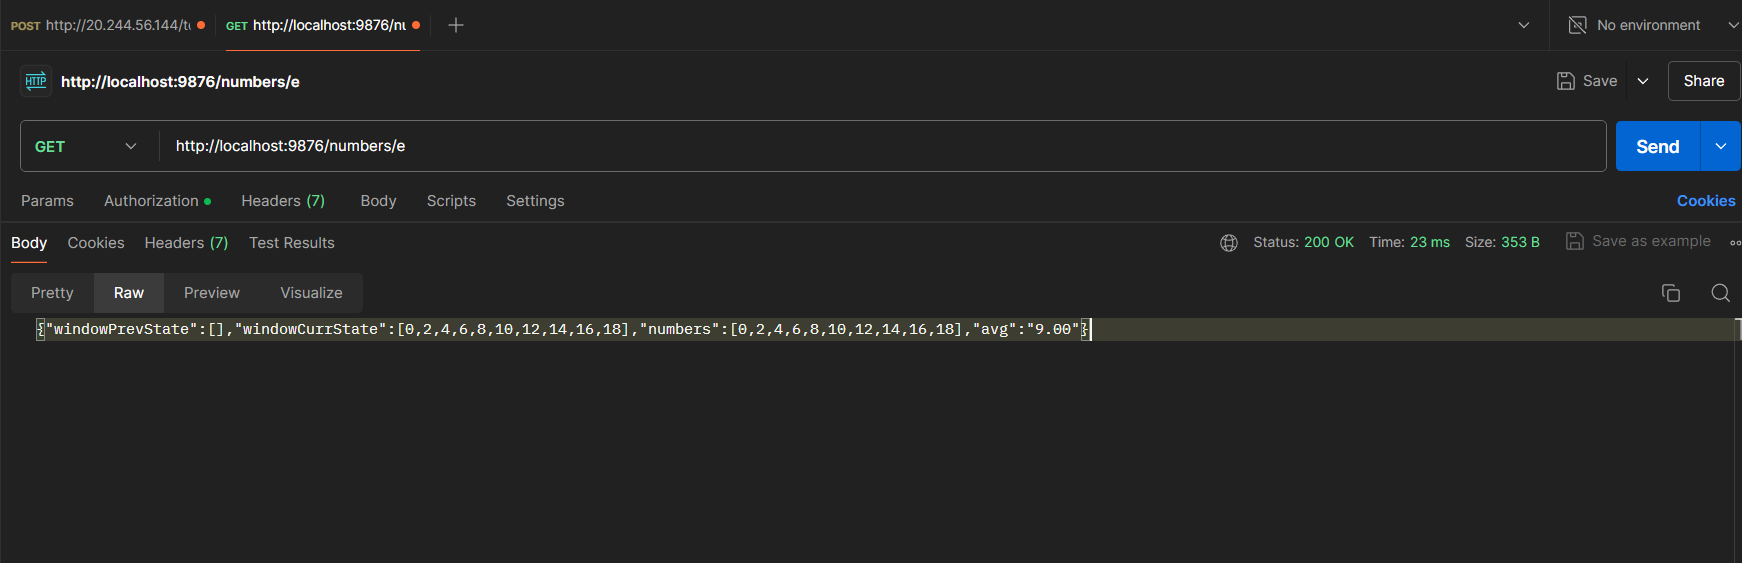 POST http://20.244.56.144/te GET http://localhost:9876/nu No environment
HTTP http://localhost:9876/numbers/e Save Share
GET http://localhost:9876/numbers/e Send
Params Authorization Headers (7) Body Scripts Settings Cookies
Body Cookies Headers (7) Test Results Status: 200 OK Time: 23 ms Size: 353 B Save as example
Pretty Raw Preview Visualize
{"windowPrevState":[],"windowCurrState":[0,2,4,6,8,10,12,14,16,18],"numbers":[0,2,4,6,8,10,12,14,16,18],"avg":"9.00"}